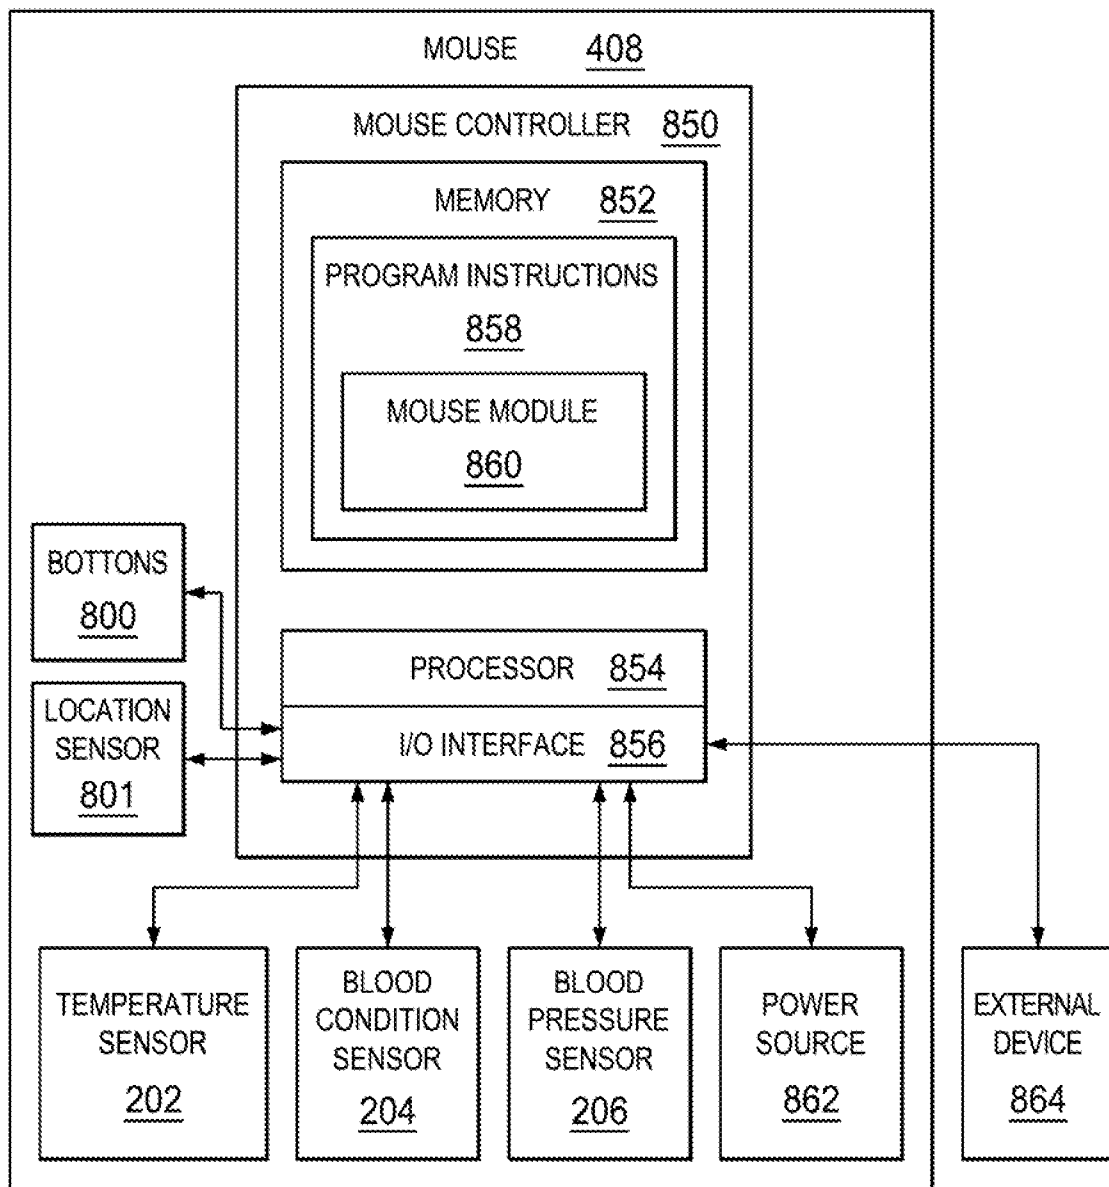 MOUSE 408
MOUSE CONTROLLER 850
MEMORY 852
PROGRAM INSTRUCTIONS
858
MOUSE MODULE
860
BOTTONS
800
LOCATION
SENSOR
801
PROCESSOR 854
I/O INTERFACE 856
TEMPERATURE
SENSOR
202
BLOOD
CONDITION
SENSOR
204
BLOOD
PRESSURE
SENSOR
206
POWER
SOURCE
862
EXTERNAL
DEVICE
864